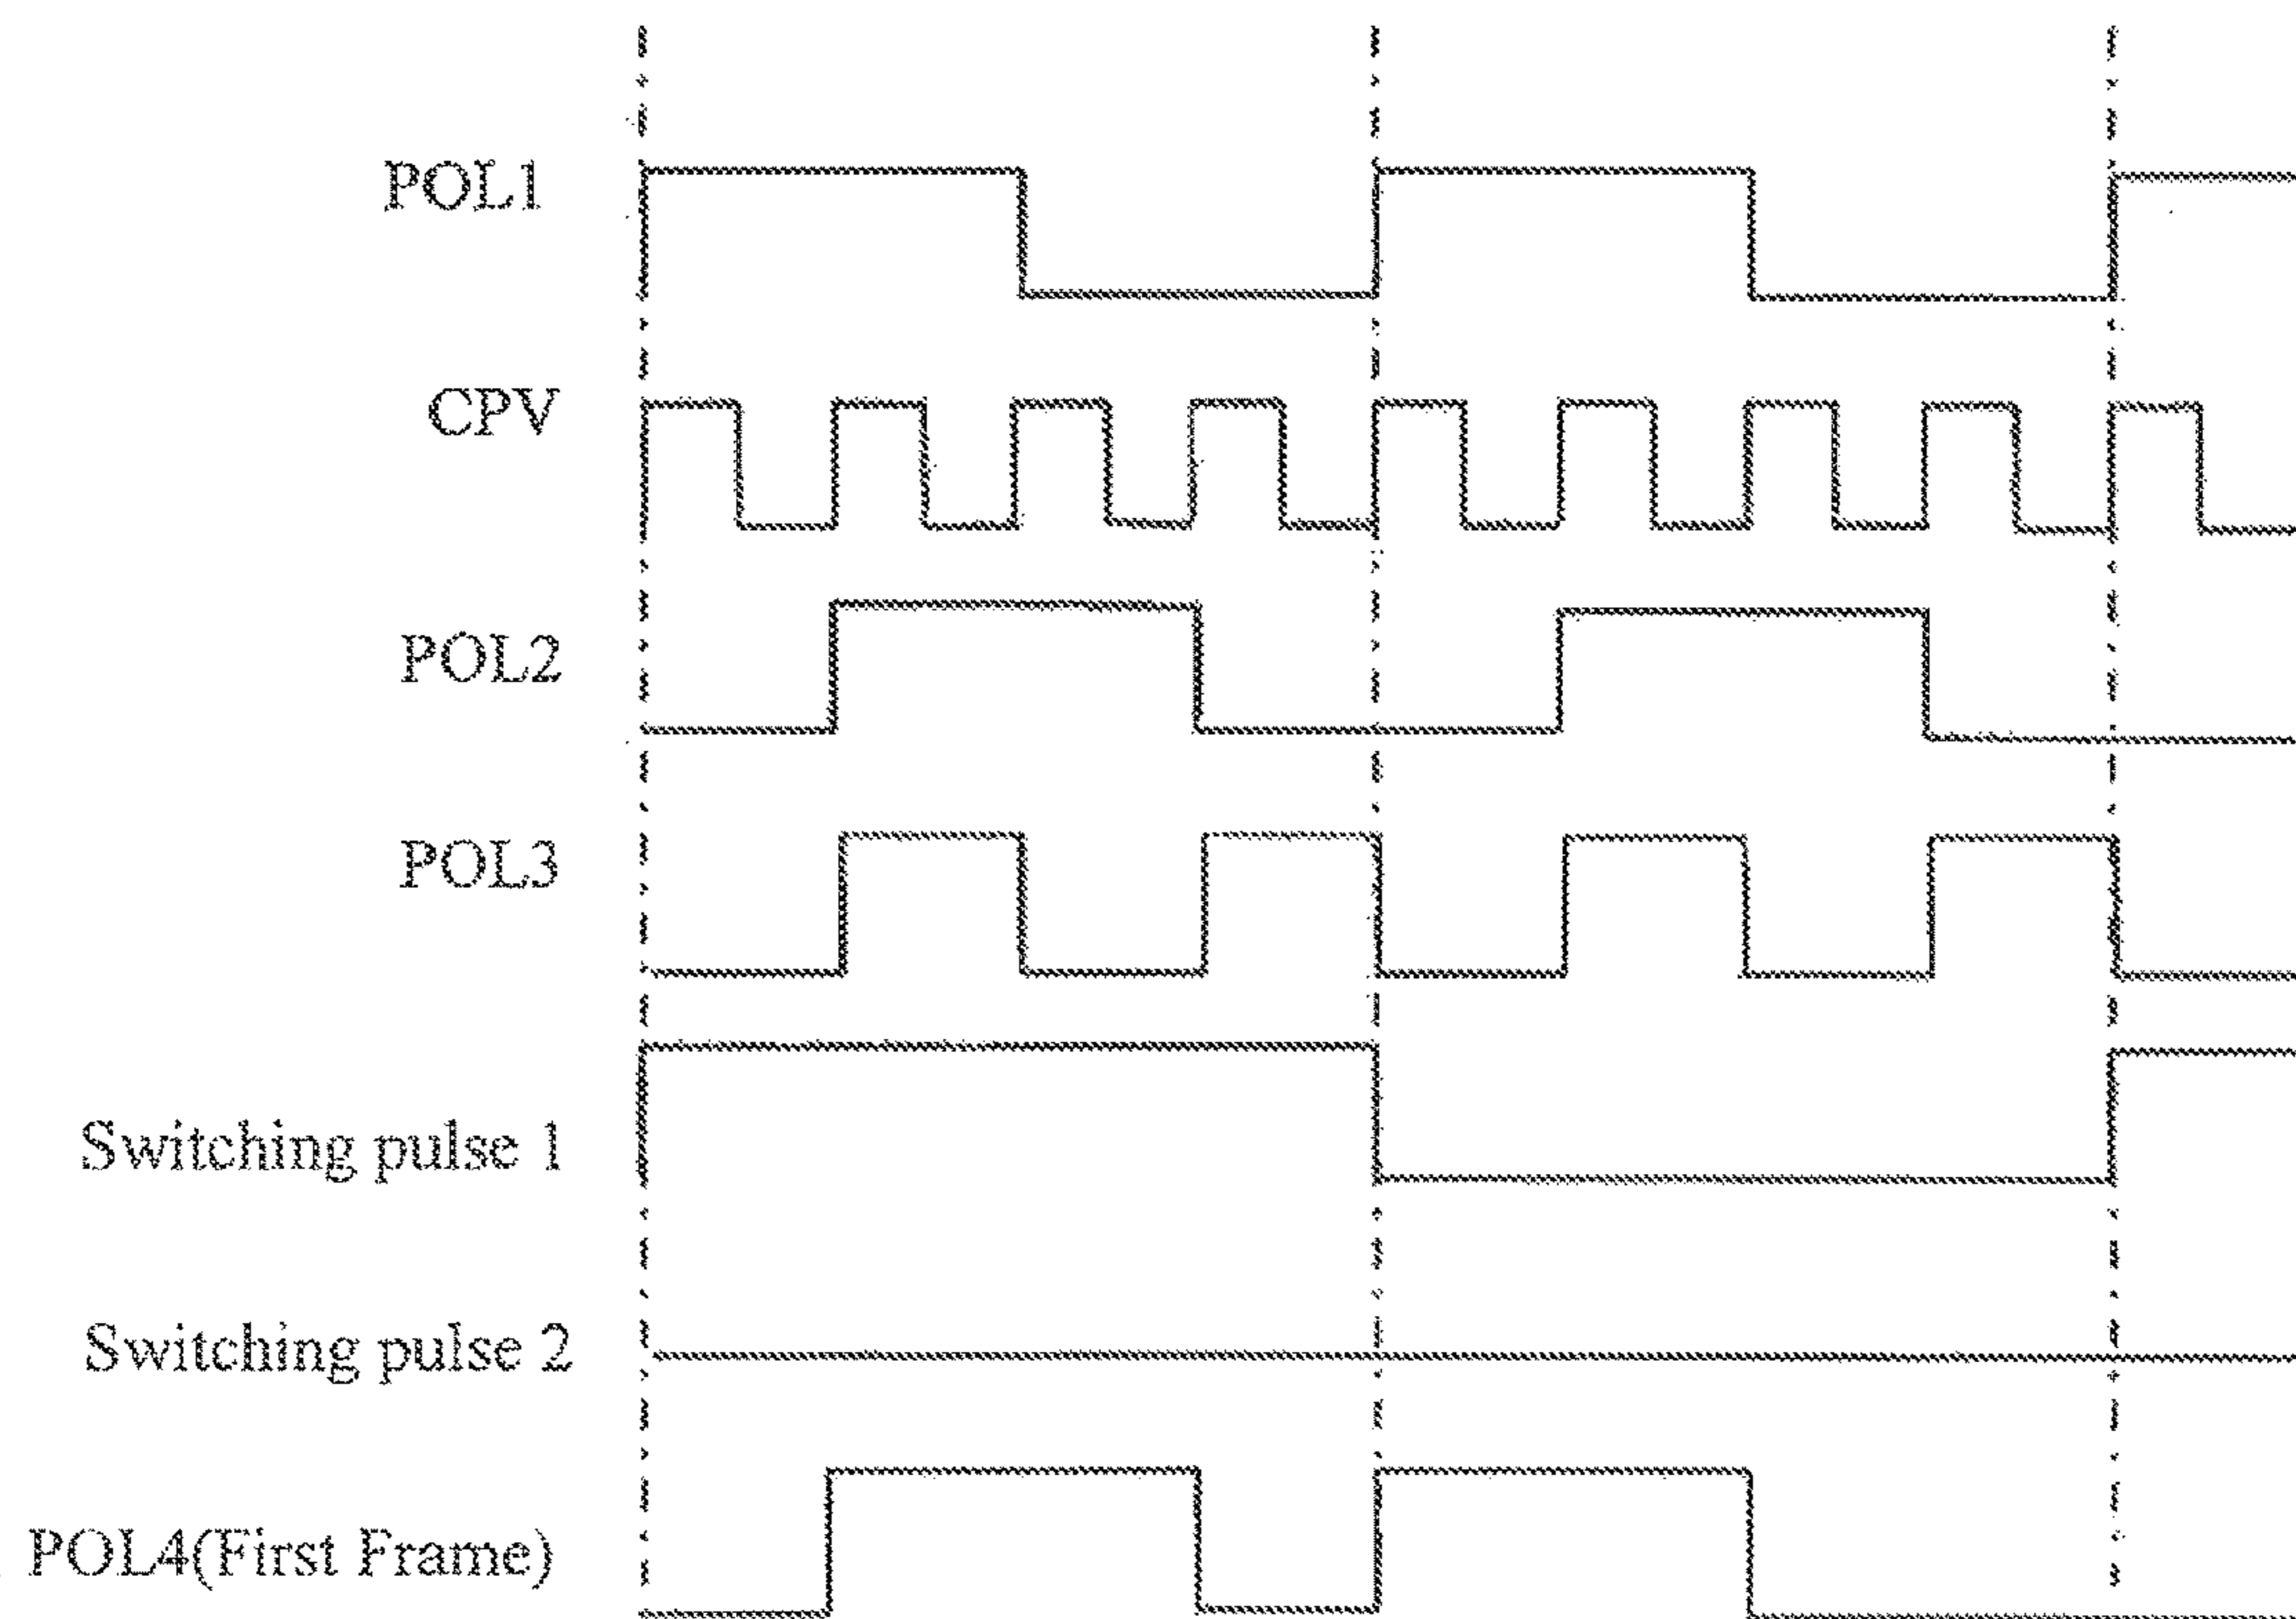 POL1
CPV
POL2
POL3
Switching pulse 1
Switching pulse 2
POL4(First Frame)